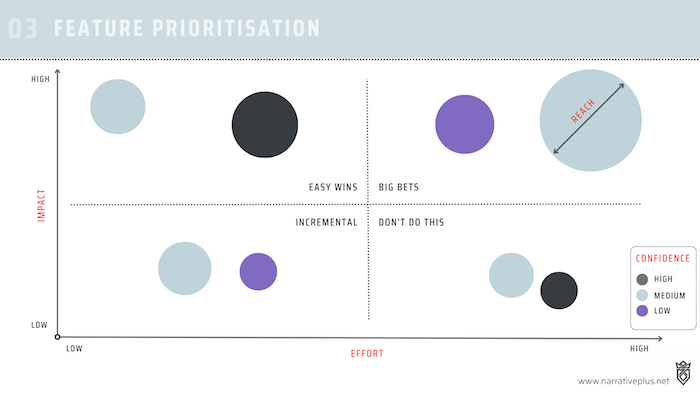 03 FEATURE PRIORITISATION
HIGH
REACH
EASY WINS
BIG BETS
IMPACT
INCREMENTAL
DON'T DO THIS
CONFIDENCE
HIGH
MEDIUM
LOW
LOW
LOW
EFFORT
HIGH
www.narrativeplus.net